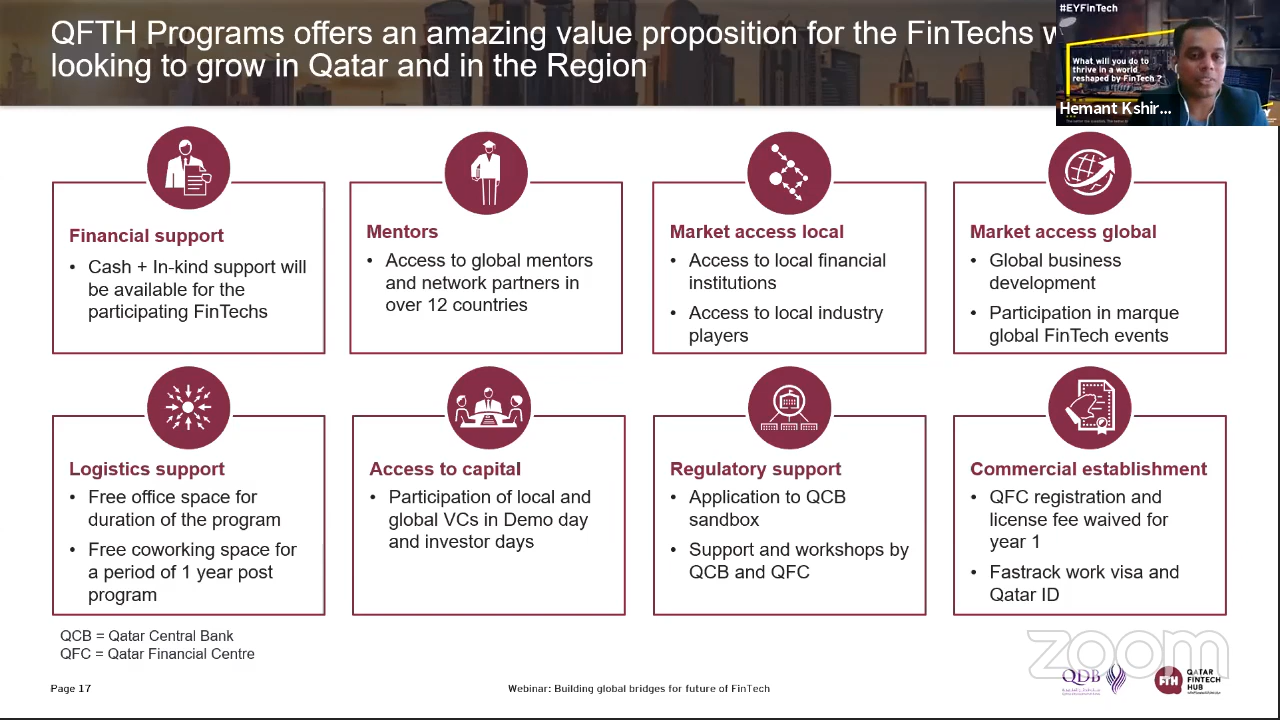 QFTH Programs offers an amazing value proposition for the FinTechs w
looking to grow in Qatar and in the Region
#EYFinTech
What will you do to
thrive in a world
reshaped by FinTech ?
Hemant Kshir...
Financial support
• Cash + In-kind support will
be available for the
participating FinTechs
Mentors
• Access to global mentors
and network partners in
over 12 countries
Market access local
• Access to local financial
institutions
• Access to local industry
players
Market access global
• Global business
development
• Participation in marque
global FinTech events
Logistics support
• Free office space for
duration of the program
• Free coworking space for
a period of 1 year post
program
Access to capital
• Participation of local and
global VCs in Demo day
and investor days
Regulatory support
• Application to QCB
sandbox
• Support and workshops by
QCB and QFC
Commercial establishment
• QFC registration and
license fee waived for
year 1
• Fastrack work visa and
Qatar ID
QCB = Qatar Central Bank
QFC = Qatar Financial Centre
Page 17
Webinar: Building global bridges for future of FinTech
zoom
QDB
FTH
QATAR
FINTECH
HUB